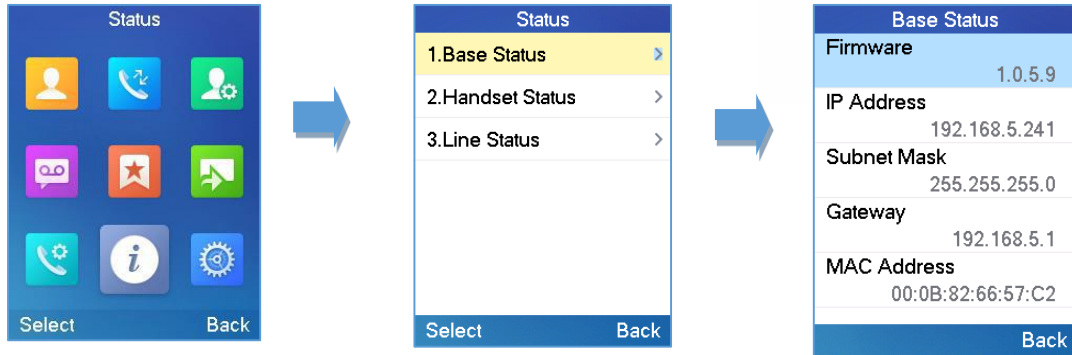 Status
Select
Back
Status
1.Base Status
2.Handset Status
3.Line Status
Select
Back
Base Status
Firmware
1.0.5.9
IP Address
192.168.5.241
Subnet Mask
255.255.255.0
Gateway
192.168.5.1
MAC Address
00:0B:82:66:57:C2
Back